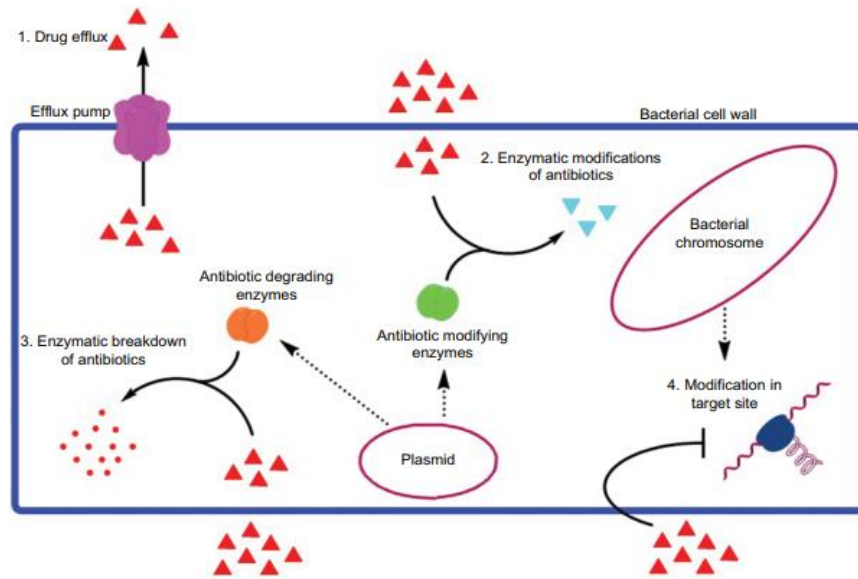 1. Drug efflux
Efflux pump
Bacterial cell wall
2. Enzymatic modifications
of antibiotics
Bacterial
chromosome
Antibiotic degrading
enzymes
3. Enzymatic breakdown
of antibiotics
Antibiotic modifying
enzymes
4. Modification in
target site
Plasmid